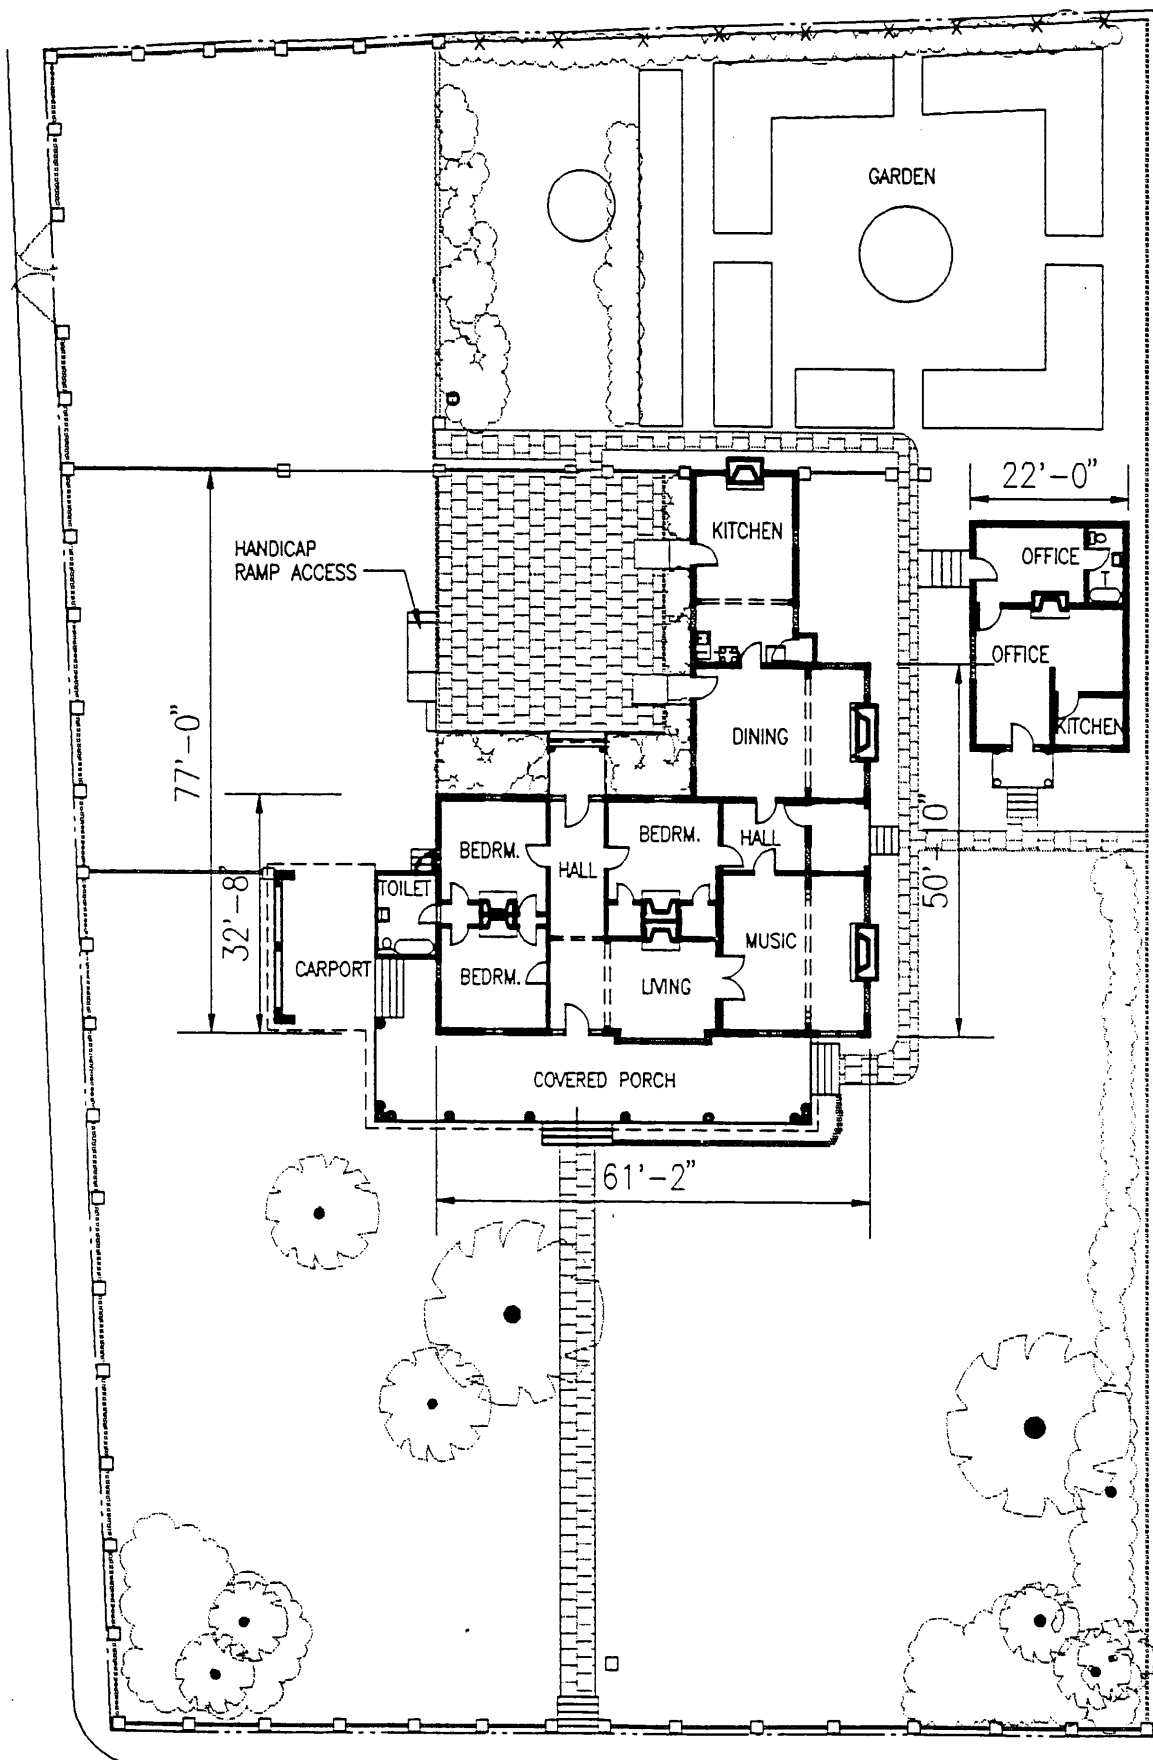 GARDEN
22'-0"
KITCHEN
OFFICE
HANDICAP
RAMP ACCESS
OFFICE
DINING
KITCHEN
77'-0"
BEDRM.
BEDRM.
HALL
HALL
TOILET
32'-8"
50'-0"
MUSIC
CARPORT
BEDRM.
LIVING
COVERED PORCH
61'-2"